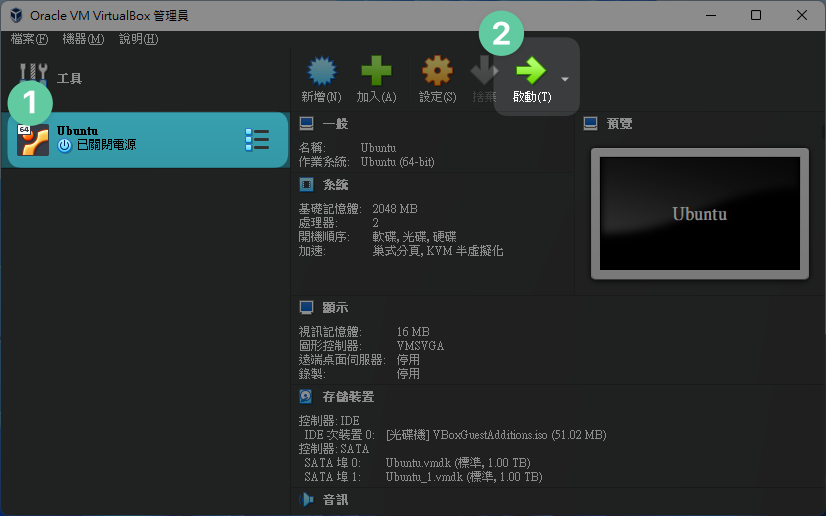 Oracle VM VirtualBox 管理員
檔案(F) 機器(M) 說明(H)
2
工具
新增(N) 加入(A) 設定(S) 捨棄 啟動(T)
1
64
Ubuntu
已關閉電源
一般
名稱: Ubuntu
作業系統: Ubuntu (64-bit)
預覽
Ubuntu
系統
基礎記憶體: 2048 MB
處理器: 2
開機順序: 軟碟, 光碟, 硬碟
加速: 巢式分頁, KVM 半虛擬化
顯示
視訊記憶體: 16 MB
圖形控制器: VMSVGA
遠端桌面伺服器: 停用
錄製: 停用
存儲裝置
控制器: IDE
IDE 次裝置 0: [光碟機] VBoxGuestAdditions.iso (51.02 MB)
控制器: SATA
SATA 埠 0: Ubuntu.vmdk (標準, 1.00 TB)
SATA 埠 1: Ubuntu_1.vmdk (標準, 1.00 TB)
音訊